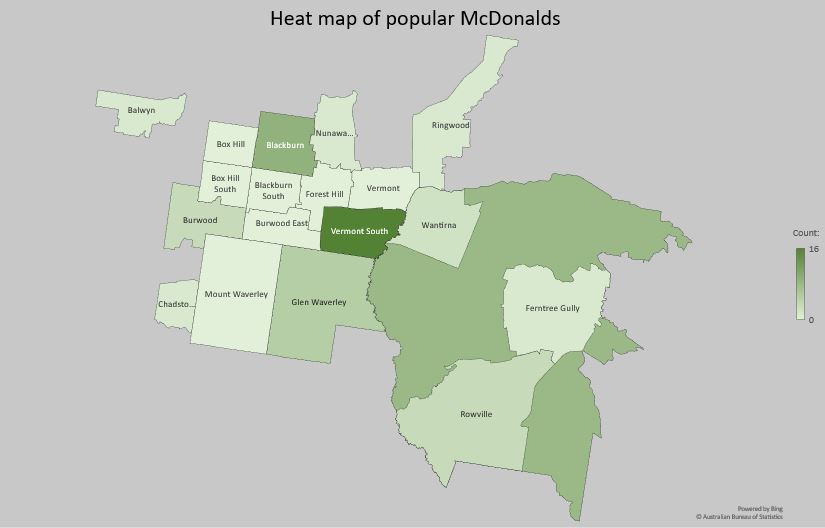 Heat map of popular McDonalds
Balwyn
Ringwood
Nunawa...
Box Hill
Blackburn
Box Hill
South
Blackburn
South
Forest Hill
Vermont
Burwood
Burwood East
Vermont South
Wantirna
Count:
16
0
Chadsto...
Mount Waverley
Glen Waverley
Ferntree Gully
Rowville
Powered by Bing
© Australian Bureau of Statistics